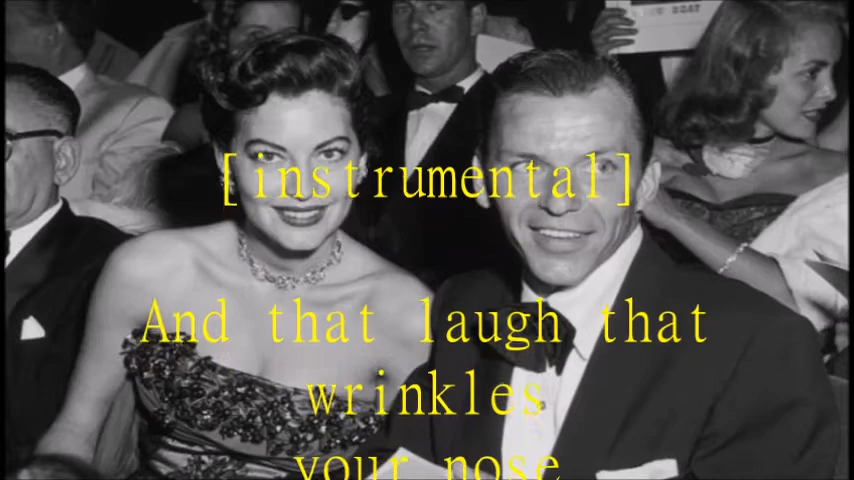 [instrumental]
And that laugh that
wrinkles
your nose